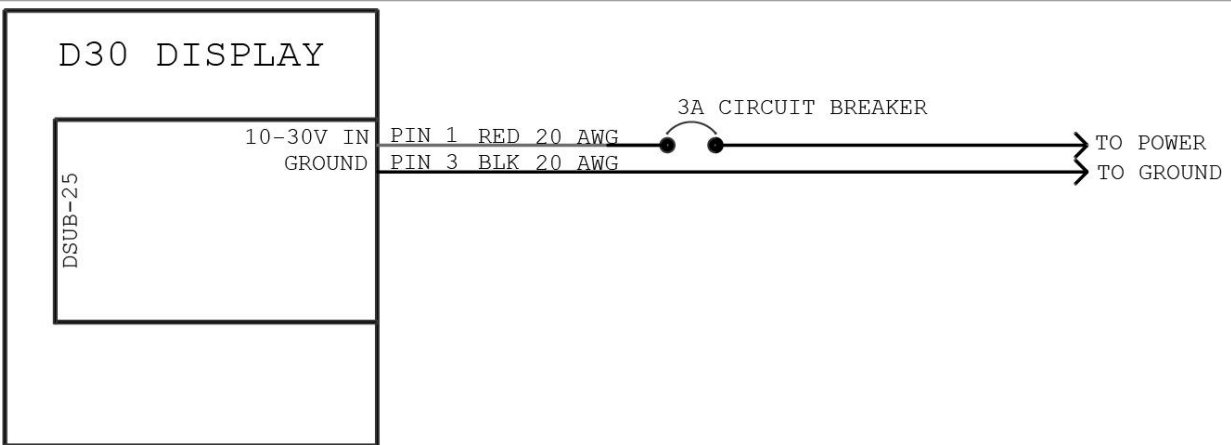 D30 DISPLAY
3A CIRCUIT BREAKER
10-30V IN PIN 1 RED 20 AWG TO POWER
GROUND PIN 3 BLK 20 AWG TO GROUND
DSUB-25